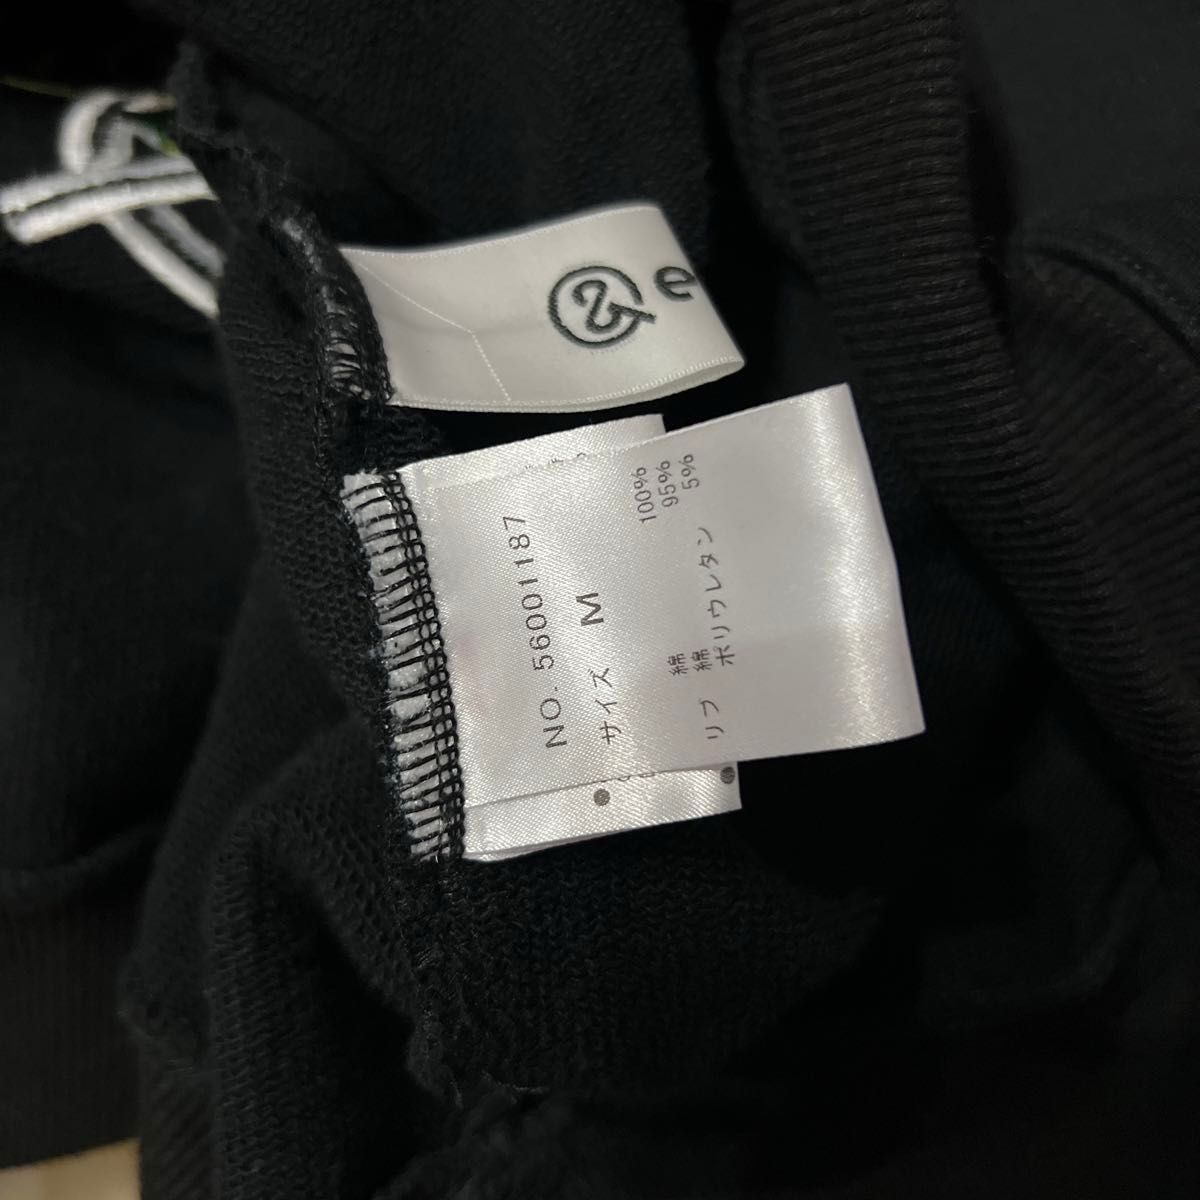 e
NO. 56001187
サイズ M
綿 100%
リブ 綿 95%
ポリウレタン 5%